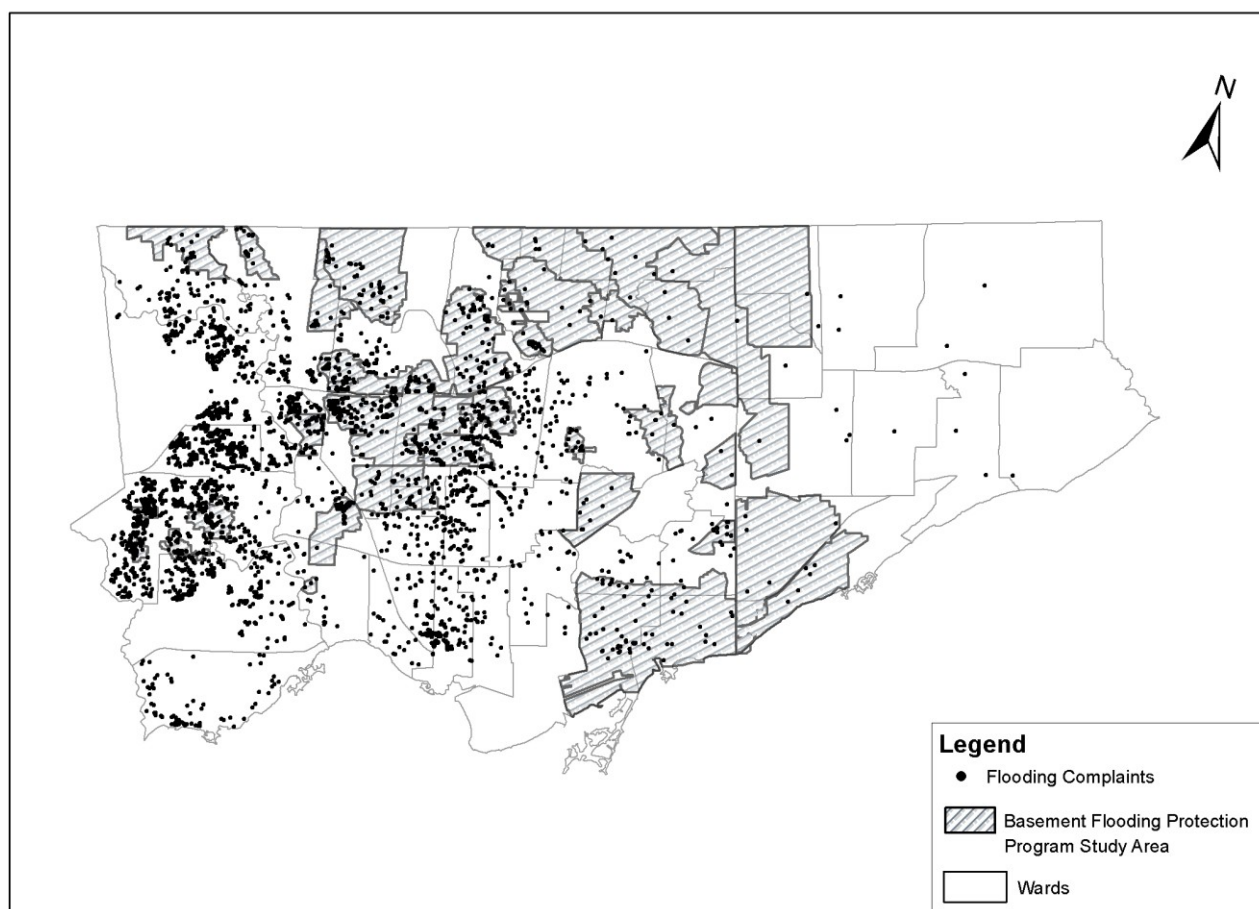 N
Legend
Flooding Complaints
Basement Flooding Protection
Program Study Area
Wards